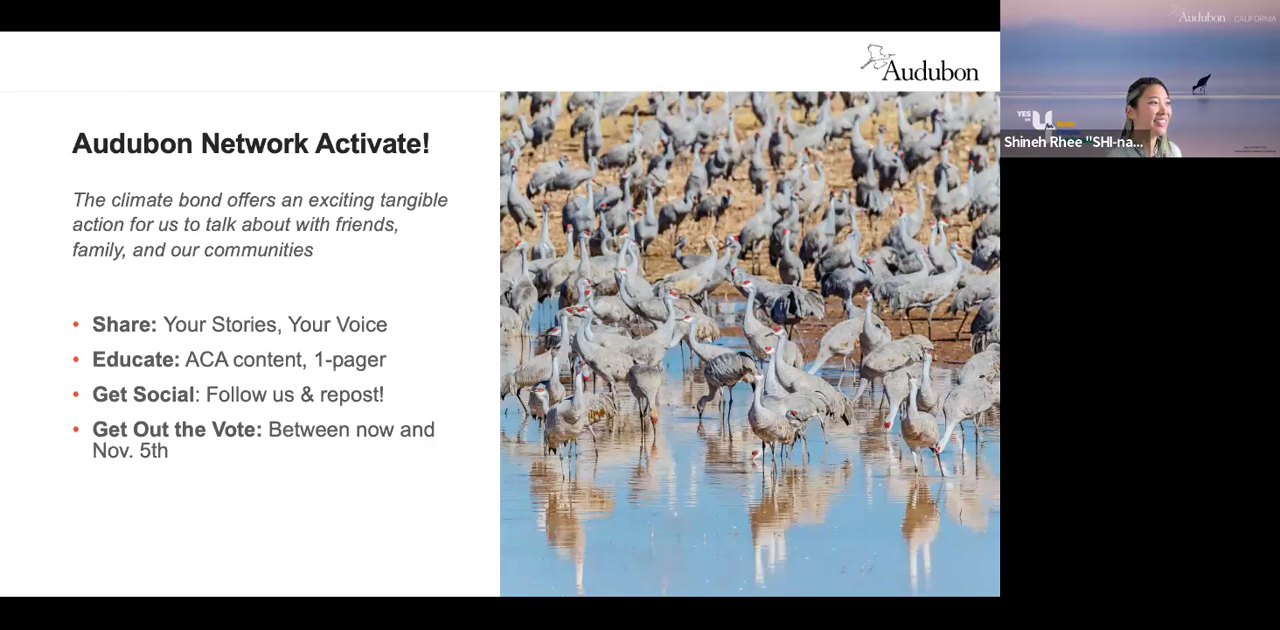 Audubon
Audubon Network Activate!
The climate bond offers an exciting tangible
action for us to talk about with friends,
family, and our communities
• Share: Your Stories, Your Voice
• Educate: ACA content, 1-pager
• Get Social: Follow us & repost!
• Get Out the Vote: Between now and
Nov. 5th
Audubon | CALIFORNIA
YES
Shineh Rhee "SHI-na...